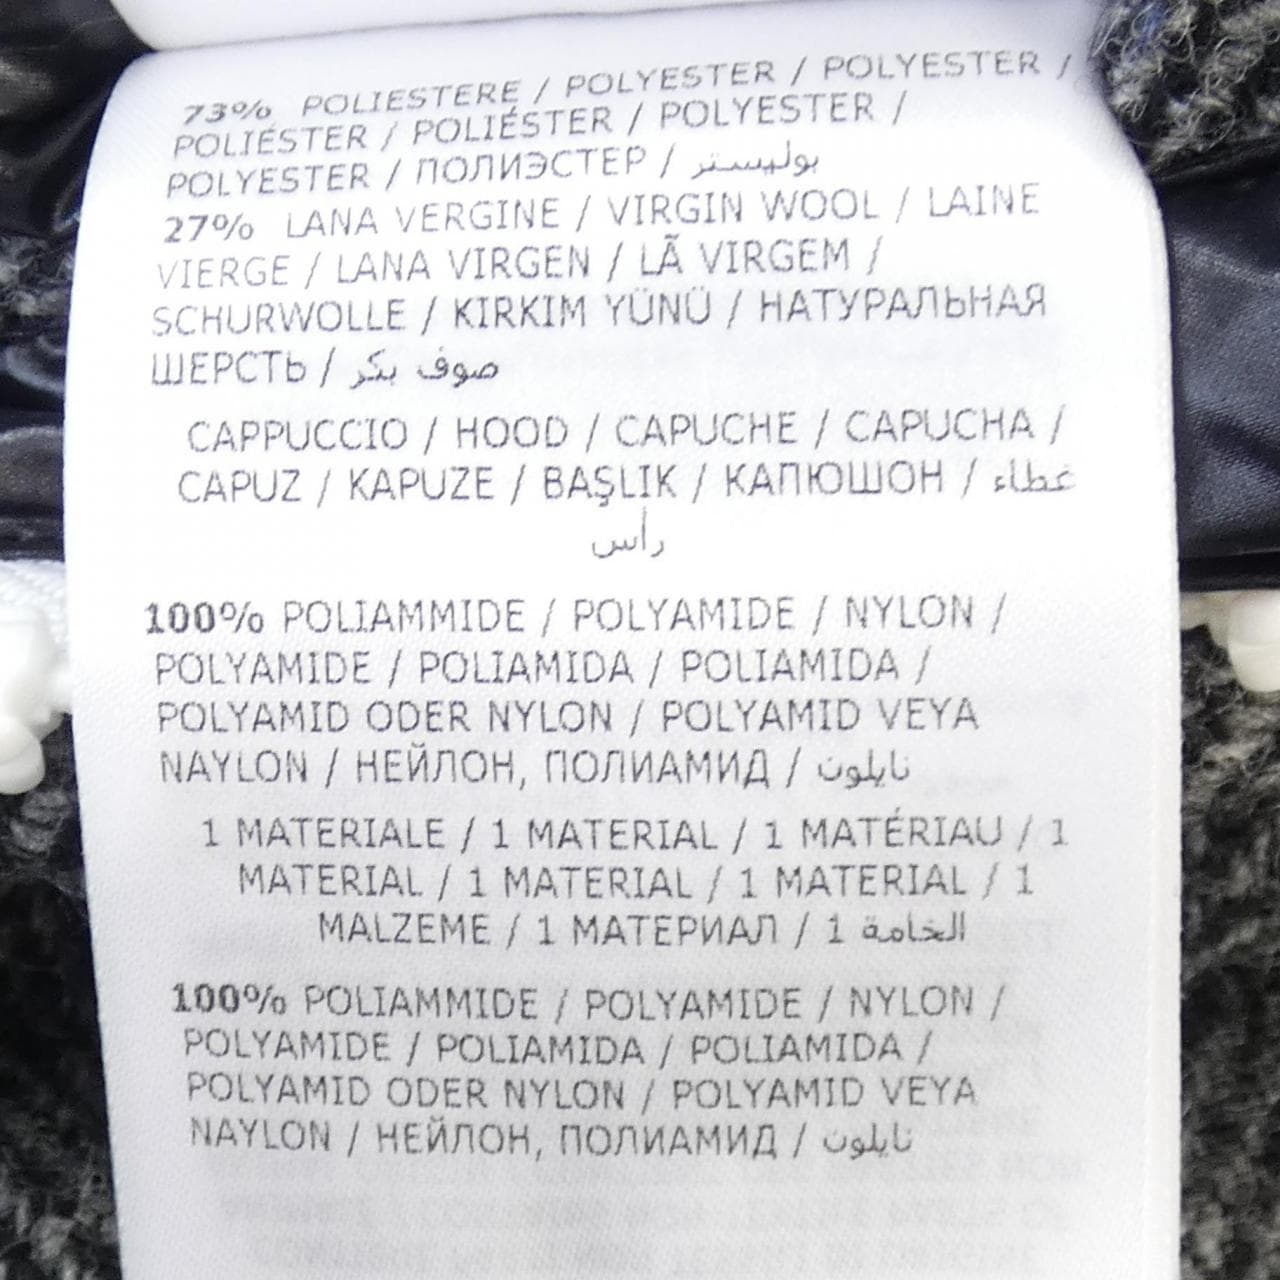 73% POLIESTERE / POLYESTER / POLYESTER /
POLIÉSTER / POLIÉSTER / POLYESTER /
POLYESTER / ПОЛИЭСТЕР / بوليستر
27% LANA VERGINE / VIRGIN WOOL / LAINE
VIERGE / LANA VIRGEN / LÃ VIRGEM /
SCHURWOLLE / KIRKIM YÜNÜ / НАТУРАЛЬНАЯ
ШЕРСТЬ / صوف بكر
CAPPUCCIO / HOOD / CAPUCHE / CAPUCHA /
CAPUZ / KAPUZE / BAŞLIK / КАПЮШОН / غطاء
رأس
100% POLIAMMIDE / POLYAMIDE / NYLON /
POLYAMIDE / POLIAMIDA / POLIAMIDA /
POLYAMID ODER NYLON / POLYAMID VEYA
NAYLON / НЕЙЛОН, ПОЛИАМИД / نايلون
1 MATERIALE / 1 MATERIAL / 1 MATÉRIAU / 1
MATERIAL / 1 MATERIAL / 1 MATERIAL / 1
MALZEME / 1 МАТЕРИАЛ / 1 الخامة
100% POLIAMMIDE / POLYAMIDE / NYLON /
POLYAMIDE / POLIAMIDA / POLIAMIDA /
POLYAMID ODER NYLON / POLYAMID VEYA
NAYLON / НЕЙЛОН, ПОЛИАМИД / نايلون